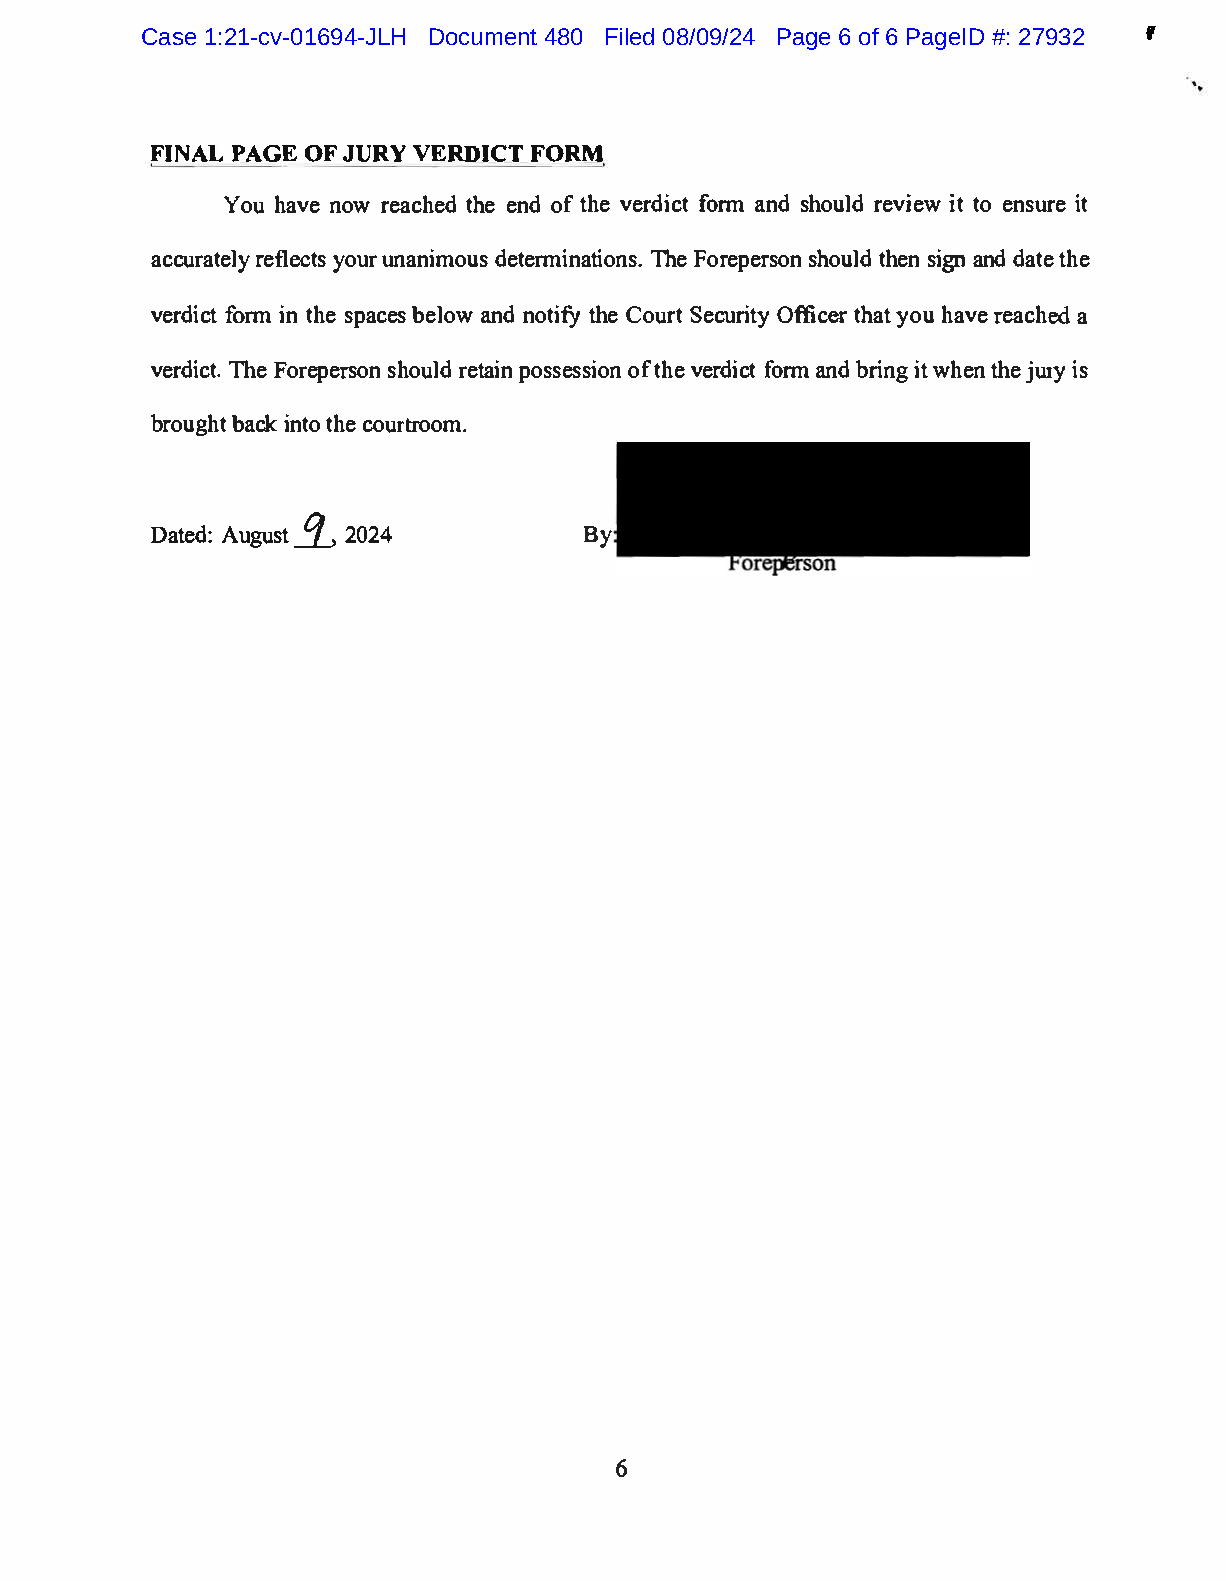 Case 1:21-cv-01694-JLH Document 480 Filed 08/09/24 Page 6 of 6 PageID #: 27932
FINAL PAGE OF JURY VERDICT FORM
You have now reached the end of the verdict form and should review it to ensure it
accurately reflects your unanimous determinations. The Foreperson should then sign and date the
verdict form in the spaces below and notify the Court Security Officer that you have reached a
verdict. The Foreperson should retain possession of the verdict form and bring it when the jury is
brought back into the courtroom.
Dated: August 9, 2024 By:
Foreperson
6